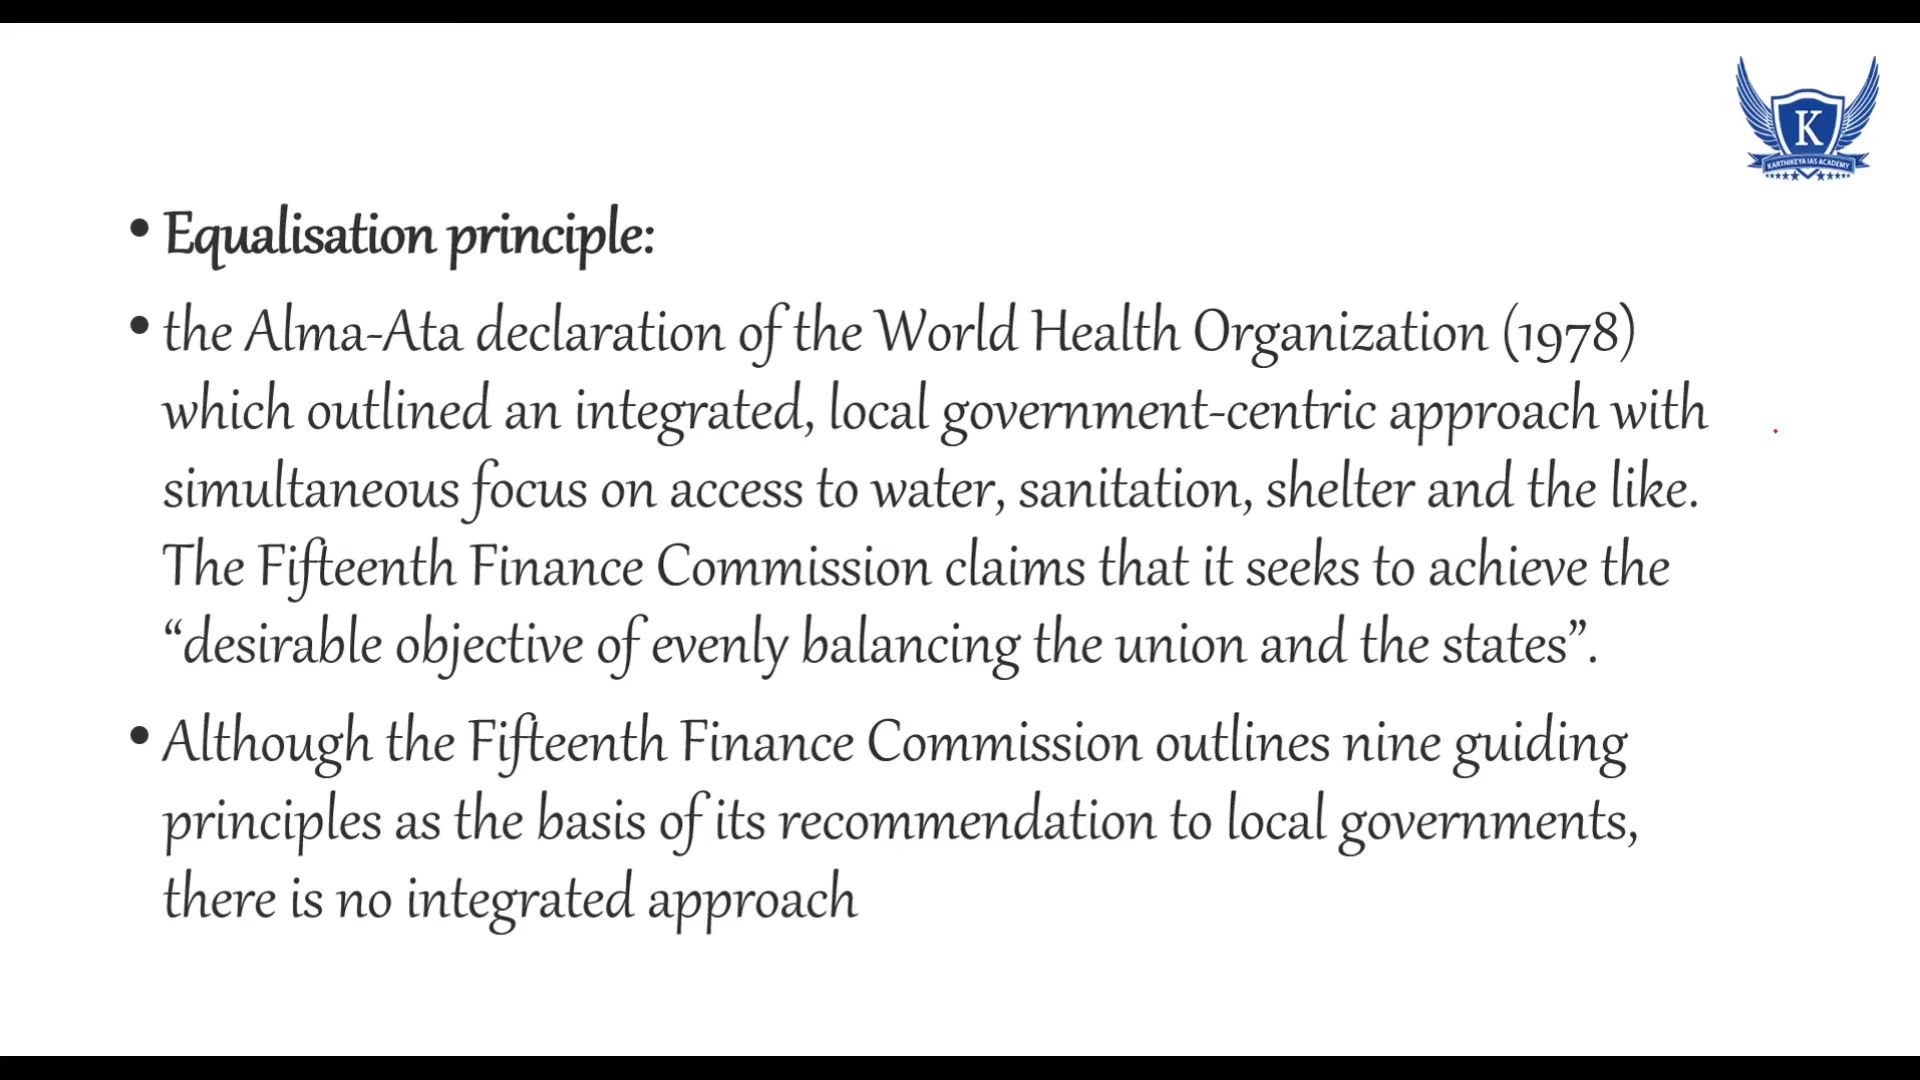 K
KARTHIKEYA IAS ACADEMY
• Equalisation principle:
• the Alma-Ata declaration of the World Health Organization (1978)
which outlined an integrated, local government-centric approach with
simultaneous focus on access to water, sanitation, shelter and the like.
The Fifteenth Finance Commission claims that it seeks to achieve the
“desirable objective of evenly balancing the union and the states”.
• Although the Fifteenth Finance Commission outlines nine guiding
principles as the basis of its recommendation to local governments,
there is no integrated approach